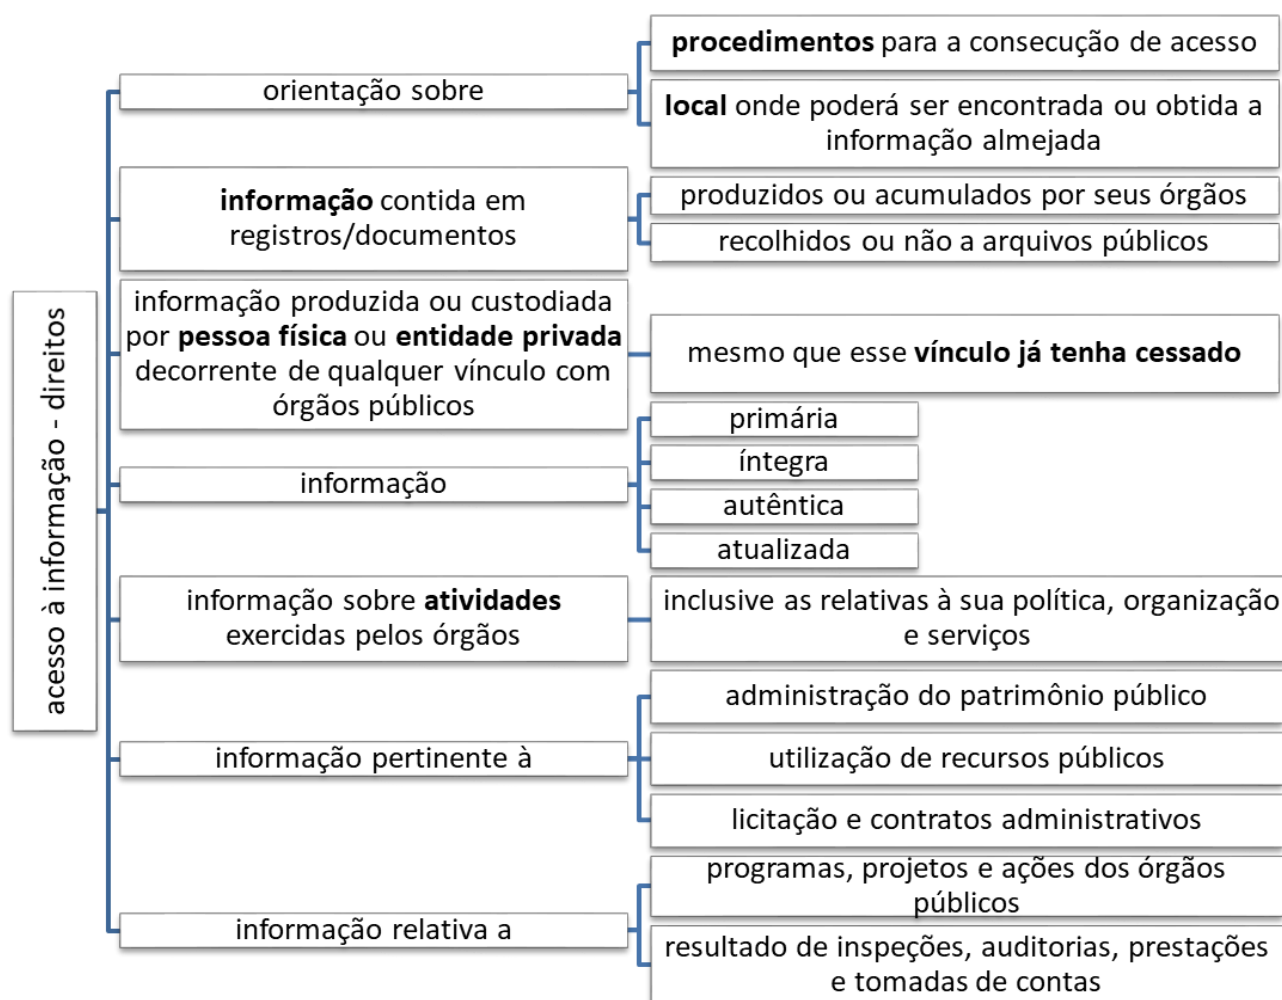 acesso à informação - direitos
orientação sobre
procedimentos para a consecução de acesso
local onde poderá ser encontrada ou obtida a
informação almejada
informação contida em
registros/documentos
produzidos ou acumulados por seus órgãos
recolhidos ou não a arquivos públicos
informação produzida ou custodiada
por pessoa física ou entidade privada
decorrente de qualquer vínculo com
órgãos públicos
mesmo que esse vínculo já tenha cessado
informação
primária
íntegra
autêntica
atualizada
informação sobre atividades
exercidas pelos órgãos
inclusive as relativas à sua política, organização
e serviços
informação pertinente à
administração do patrimônio público
utilização de recursos públicos
licitação e contratos administrativos
informação relativa a
programas, projetos e ações dos órgãos
públicos
resultado de inspeções, auditorias, prestações
e tomadas de contas